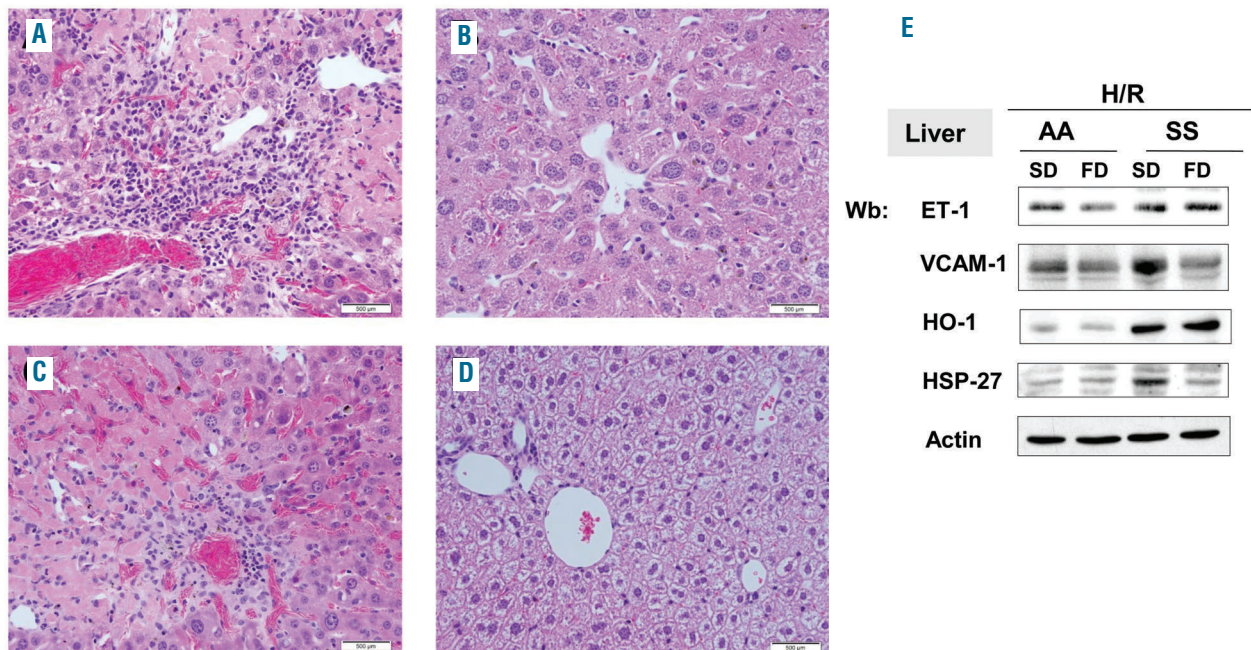 A
B
E
H/R
Liver
AA
SS
SD
FD
SD
FD
Wb:
ET-1
VCAM-1
HO-1
HSP-27
Actin
500 µm
500 µm
C
D
500 µm
500 µm